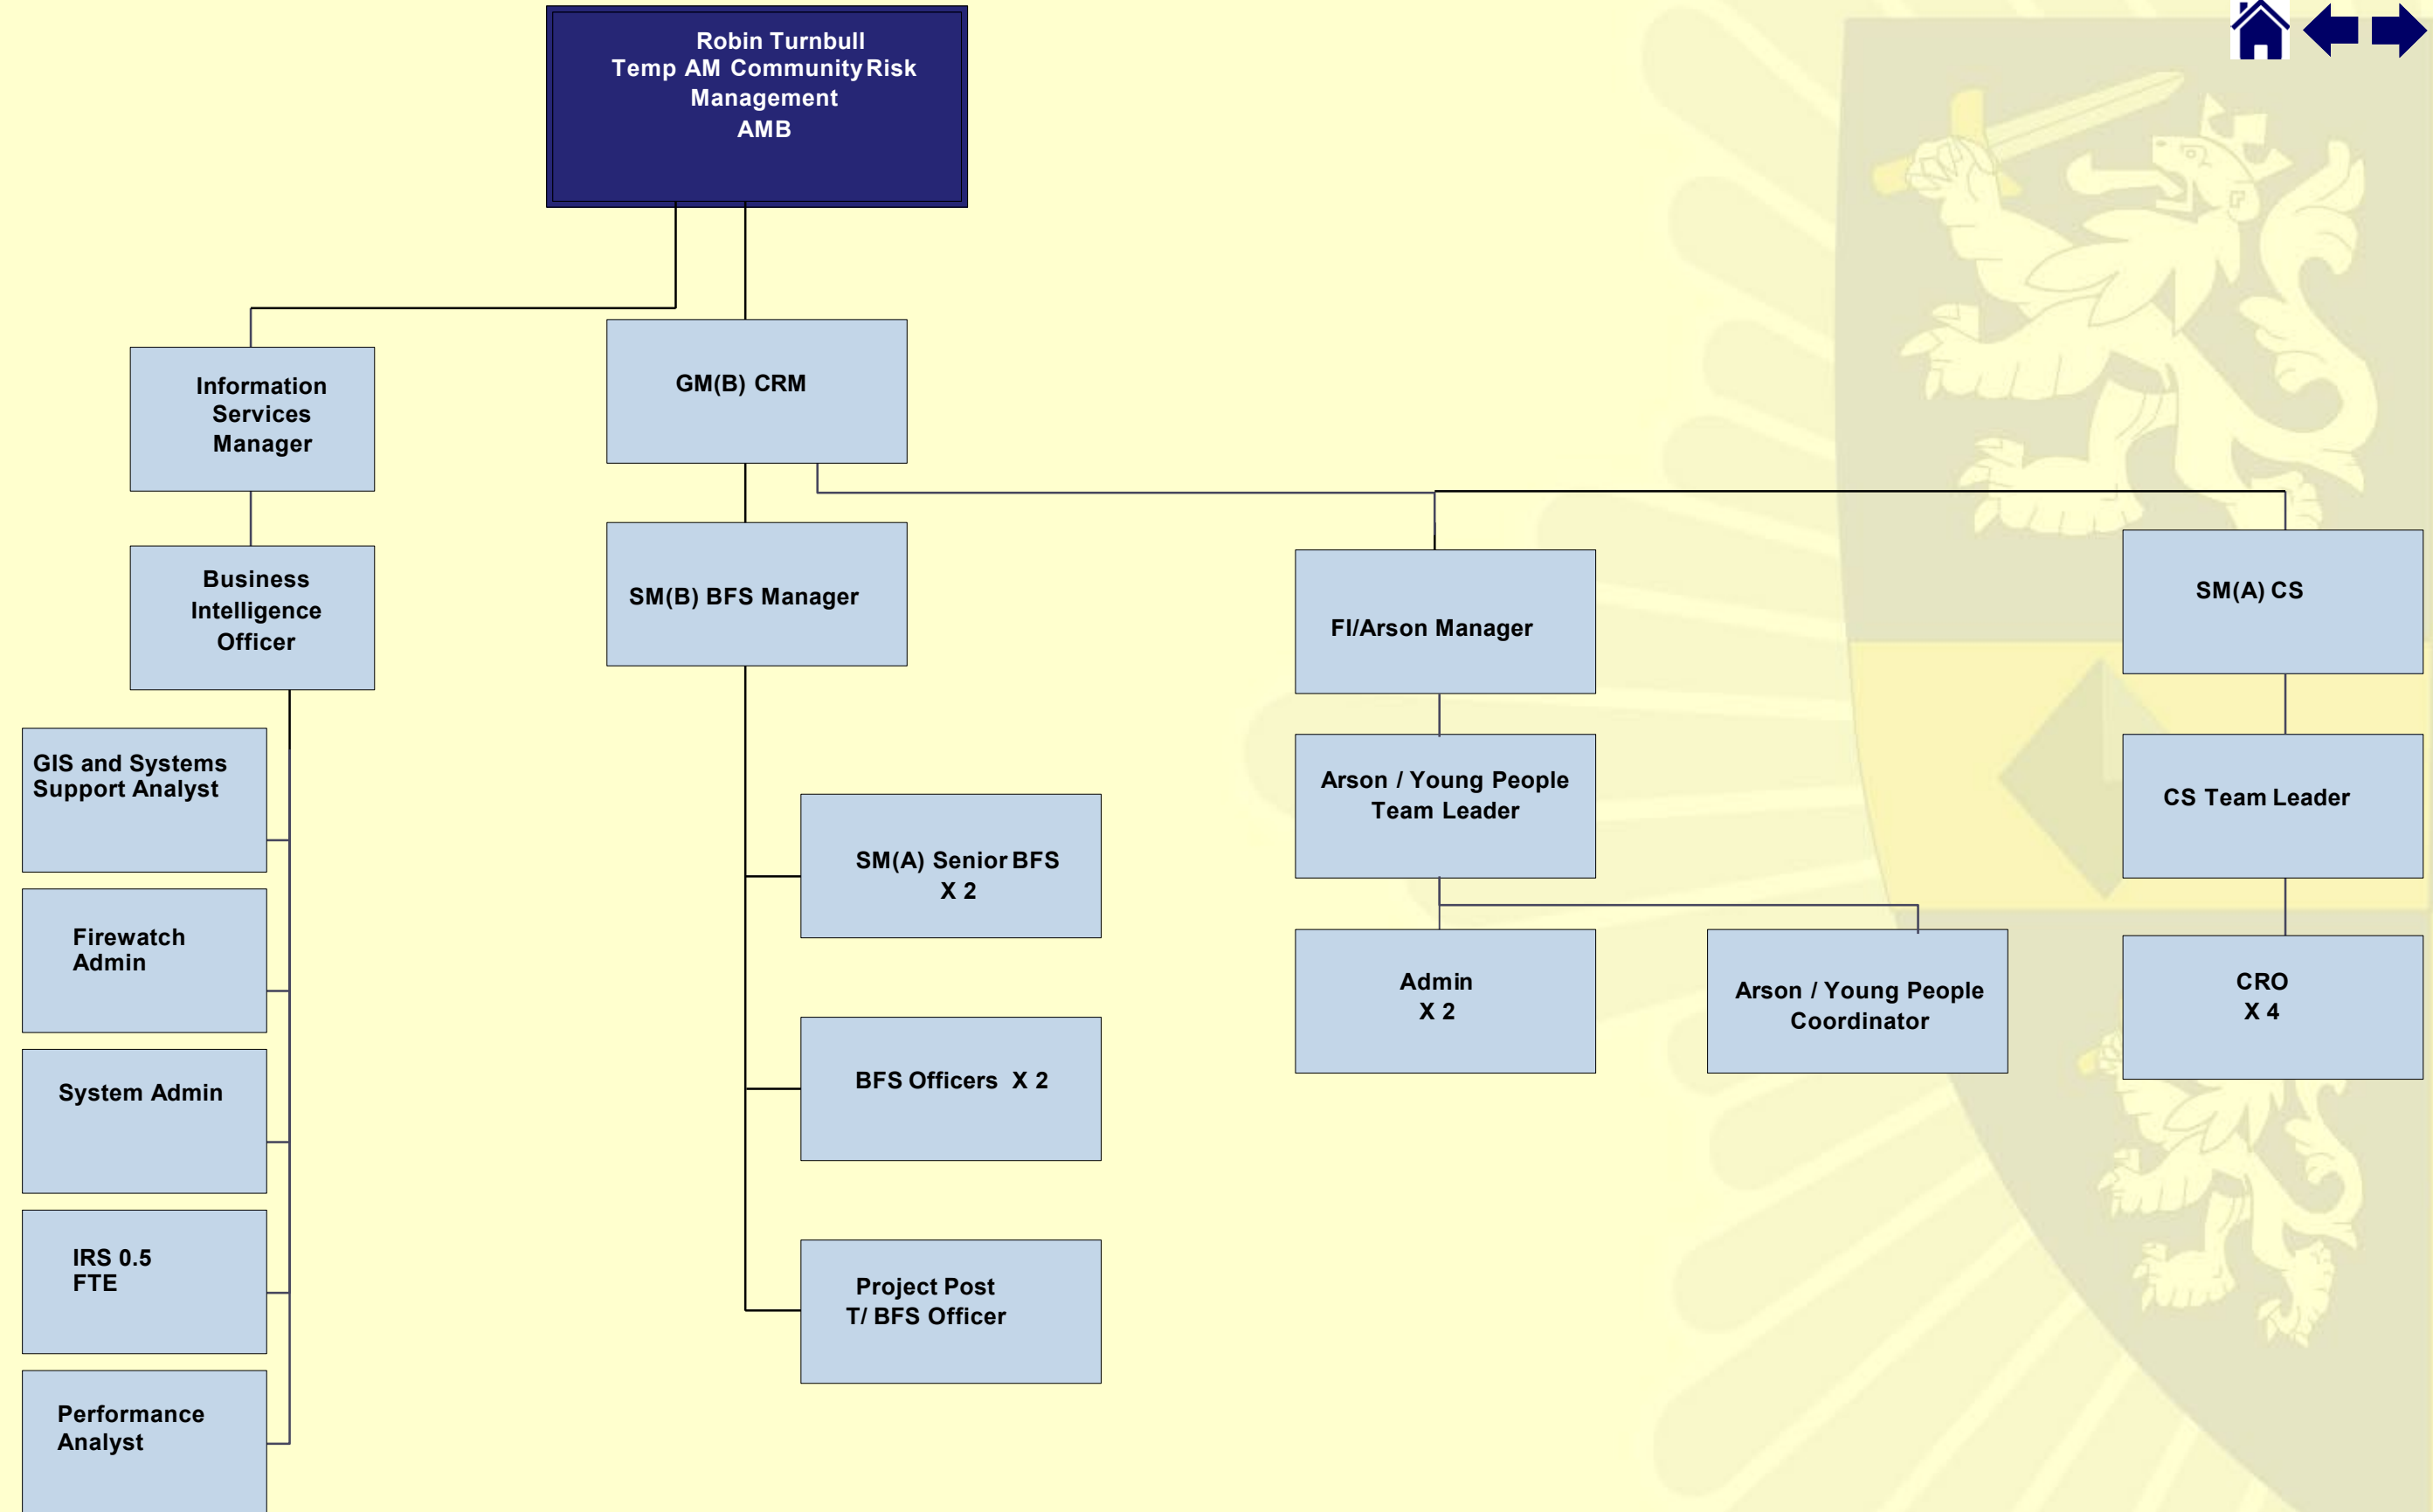 Robin Turnbull
Temp AM Community Risk
Management
AMB
Information
Services
Manager
GM(B) CRM
Business
Intelligence
Officer
SM(B) BFS Manager
FI/Arson Manager
SM(A) CS
GIS and Systems
Support Analyst
Arson / Young People
Team Leader
CS Team Leader
SM(A) Senior BFS
X 2
Firewatch
Admin
Admin
X 2
Arson / Young People
Coordinator
CRO
X 4
System Admin
BFS Officers X 2
IRS 0.5
FTE
Project Post
T/ BFS Officer
Performance
Analyst